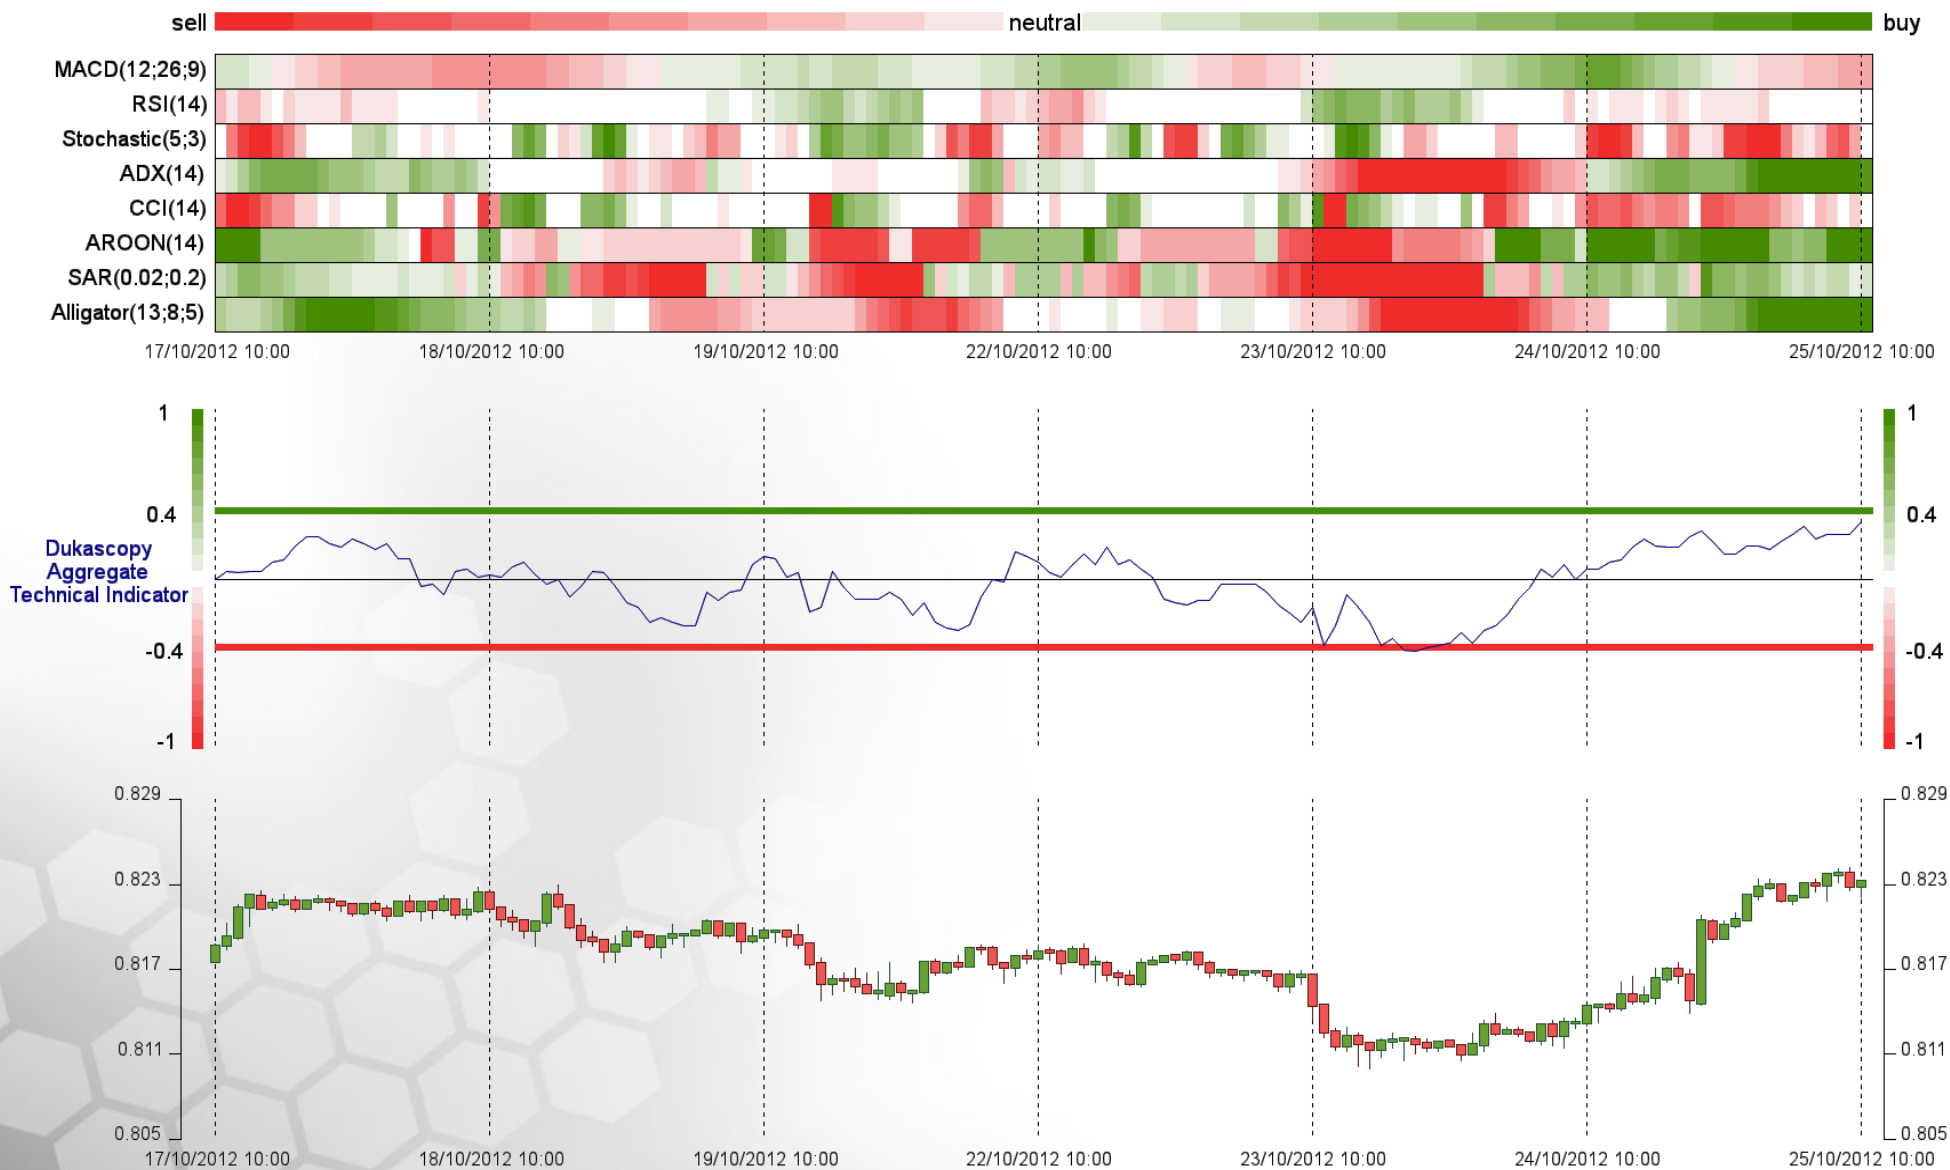 sell neutral buy
MACD(12;26;9)
RSI(14)
Stochastic(5;3)
ADX(14)
CCI(14)
AROON(14)
SAR(0.02;0.2)
Alligator(13;8;5)
17/10/2012 10:00 18/10/2012 10:00 19/10/2012 10:00 22/10/2012 10:00 23/10/2012 10:00 24/10/2012 10:00 25/10/2012 10:00
1 1
0.4 0.4
Dukascopy
Aggregate
Technical Indicator
-0.4 -0.4
-1 -1
0.829 0.829
0.823 0.823
0.817 0.817
0.811 0.811
0.805 0.805
17/10/2012 10:00 18/10/2012 10:00 19/10/2012 10:00 22/10/2012 10:00 23/10/2012 10:00 24/10/2012 10:00 25/10/2012 10:00